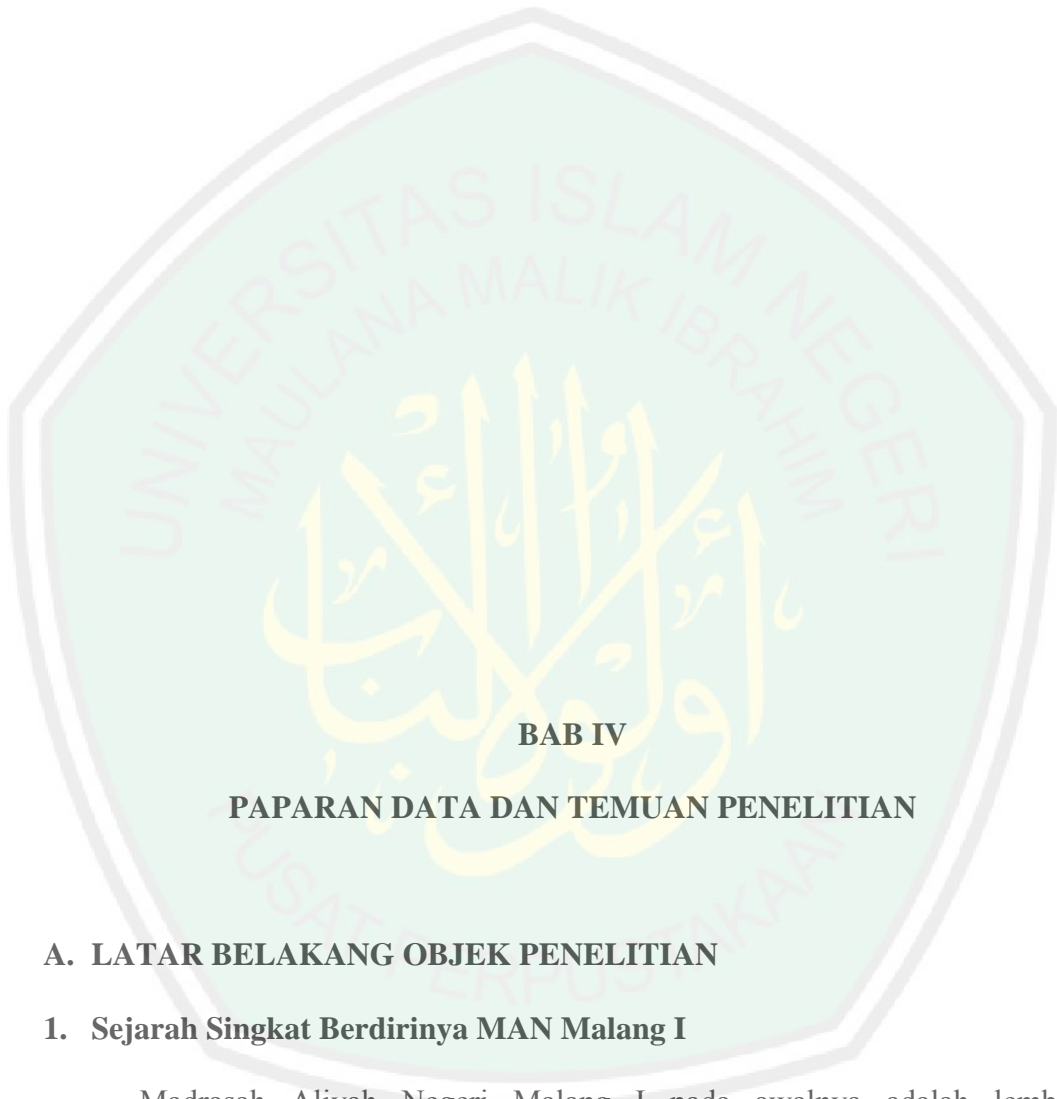 UNIVERSITAS ISLAM NEGERI
MAULANA MALIK IBRAHIM
أولوا الألباب
BAB IV
PAPARAN DATA DAN TEMUAN PENELITIAN
PUSAT PERPUSTAKAAN
A. LATAR BELAKANG OBJEK PENELITIAN
1. Sejarah Singkat Berdirinya MAN Malang I
Madrasah Aliyah Negeri Malang I pada awalnya adalah